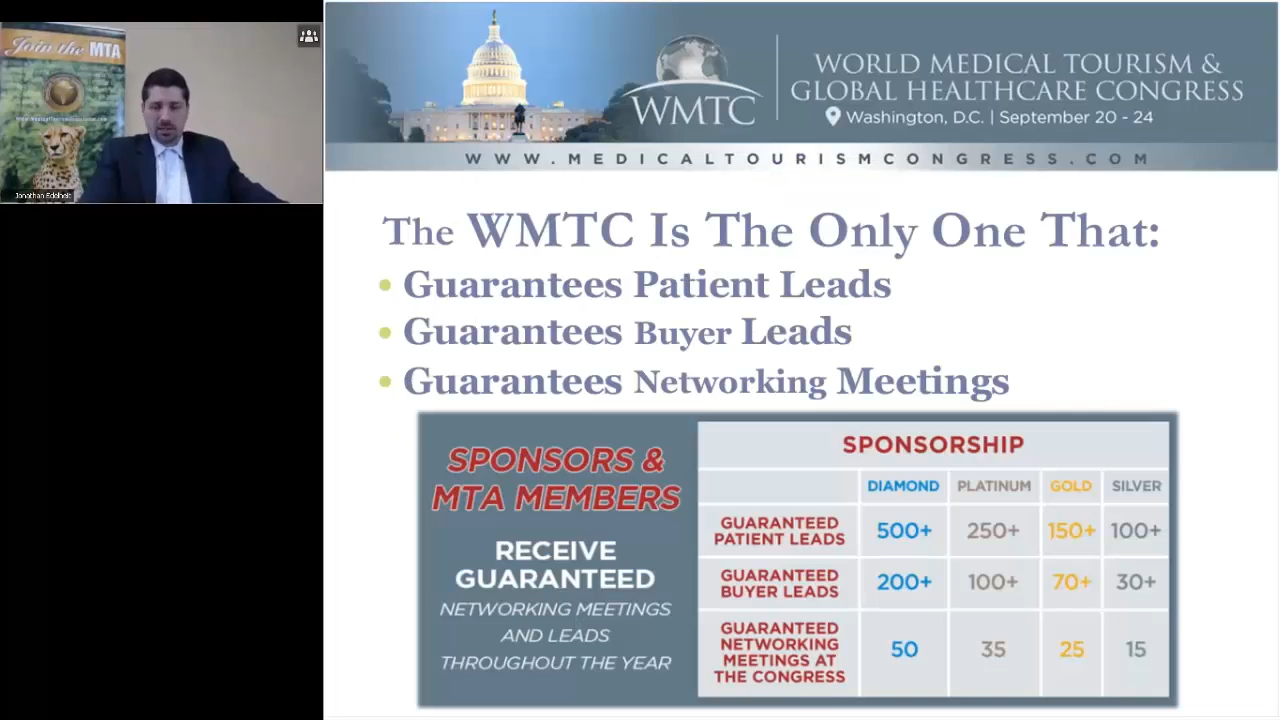 Join the MTA
Jonathan Edelheit
WMTC
WORLD MEDICAL TOURISM &
GLOBAL HEALTHCARE CONGRESS
Washington, D.C. | September 20 - 24
WWW.MEDICALTOURISMCONGRESS.COM
The WMTC Is The Only One That:
• Guarantees Patient Leads
• Guarantees Buyer Leads
• Guarantees Networking Meetings
SPONSORS &
MTA MEMBERS
RECEIVE
GUARANTEED
NETWORKING MEETINGS
AND LEADS
THROUGHOUT THE YEAR
SPONSORSHIP
DIAMOND PLATINUM GOLD SILVER
GUARANTEED
PATIENT LEADS 500+ 250+ 150+ 100+
GUARANTEED
BUYER LEADS 200+ 100+ 70+ 30+
GUARANTEED
NETWORKING
MEETINGS AT
THE CONGRESS 50 35 25 15